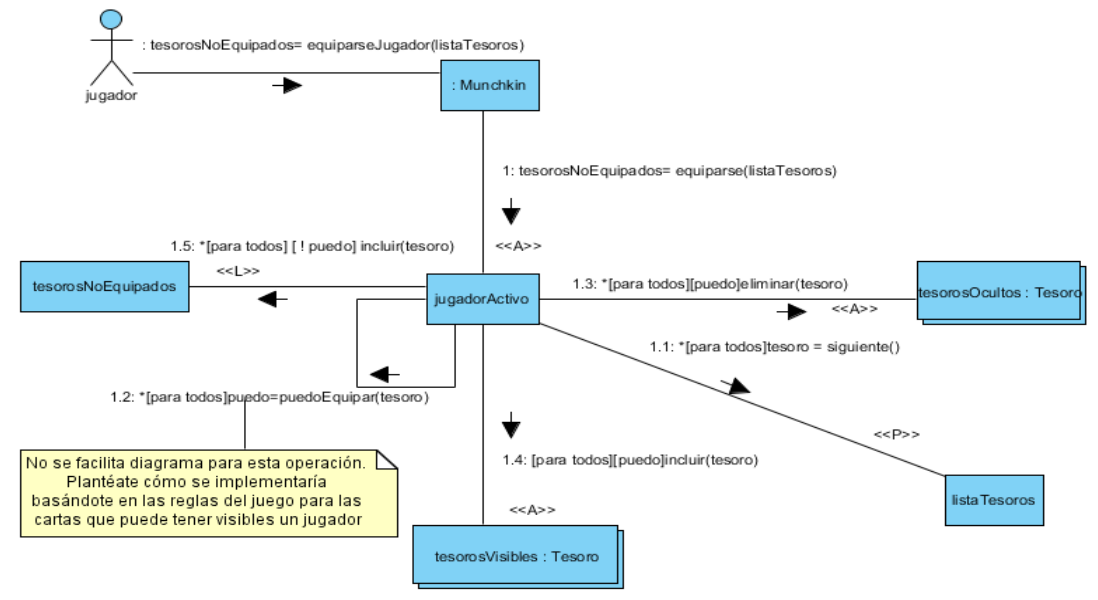 : tesorosNoEquipados= equiparseJugador(listaTesoros)
jugador
: Munchkin
1: tesorosNoEquipados= equiparse(listaTesoros)
<<A>>
1.5: *[para todos] [ ! puedo] incluir(tesoro)
<<L>>
tesorosNoEquipados
jugadorActivo
1.3: *[para todos][puedo]eliminar(tesoro)
<<A>>
tesorosOcultos : Tesoro
1.1: *[para todos]tesoro = siguiente()
<<P>>
listaTesoros
1.2: *[para todos]puedo=puedoEquipar(tesoro)
No se facilita diagrama para esta operación.
Plantéate cómo se implementaría
basándote en las reglas del juego para las
cartas que puede tener visibles un jugador
1.4: [para todos][puedo]incluir(tesoro)
<<A>>
tesorosVisibles : Tesoro